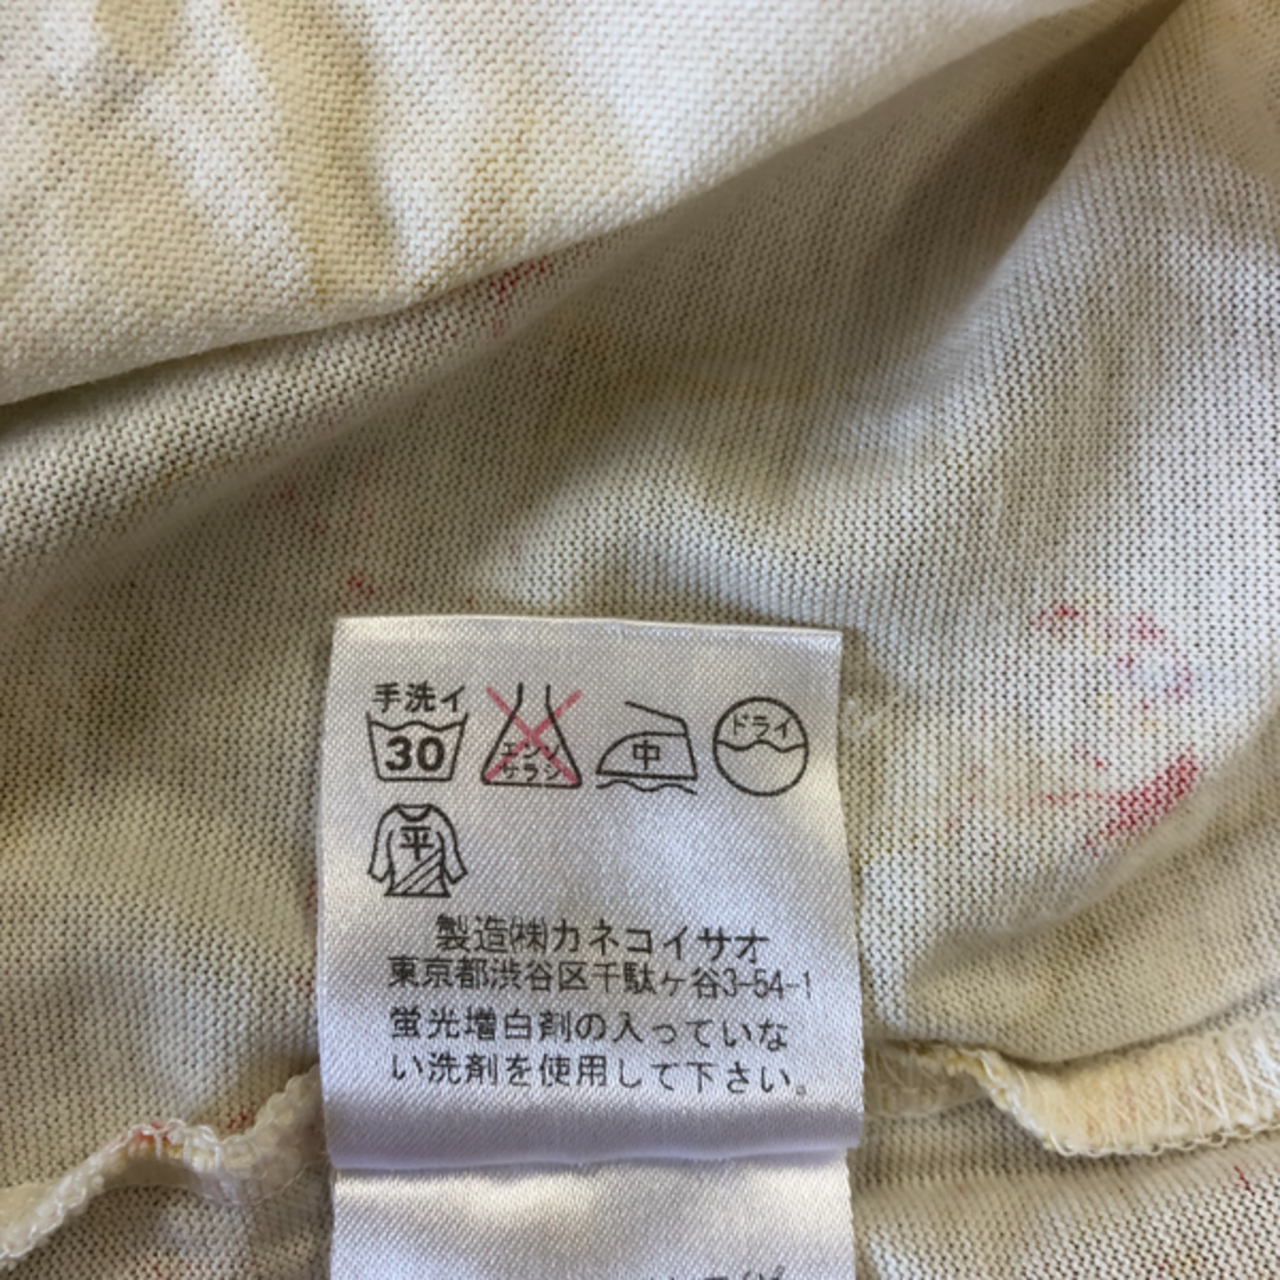 手洗イ
30
エンソ
サラシ
中
ドライ
平
製造㈱カネコイサオ
東京都渋谷区千駄ヶ谷3-54-1
蛍光増白剤の入っていな
い洗剤を使用して下さい。